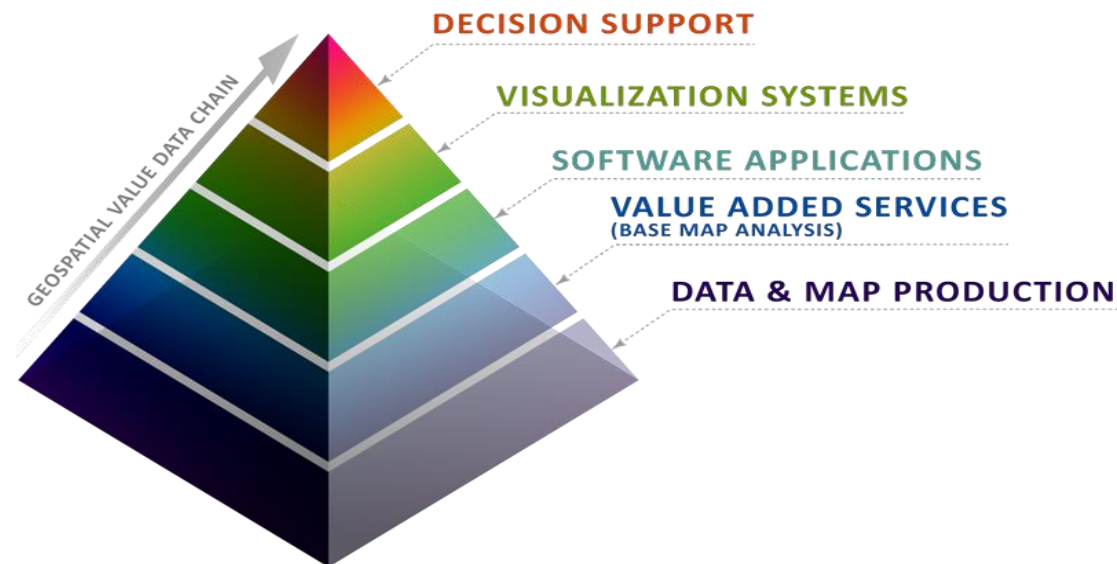 DECISION SUPPORT
VISUALIZATION SYSTEMS
SOFTWARE APPLICATIONS
VALUE ADDED SERVICES
(BASE MAP ANALYSIS)
DATA & MAP PRODUCTION
GEOSPATIAL VALUE DATA CHAIN